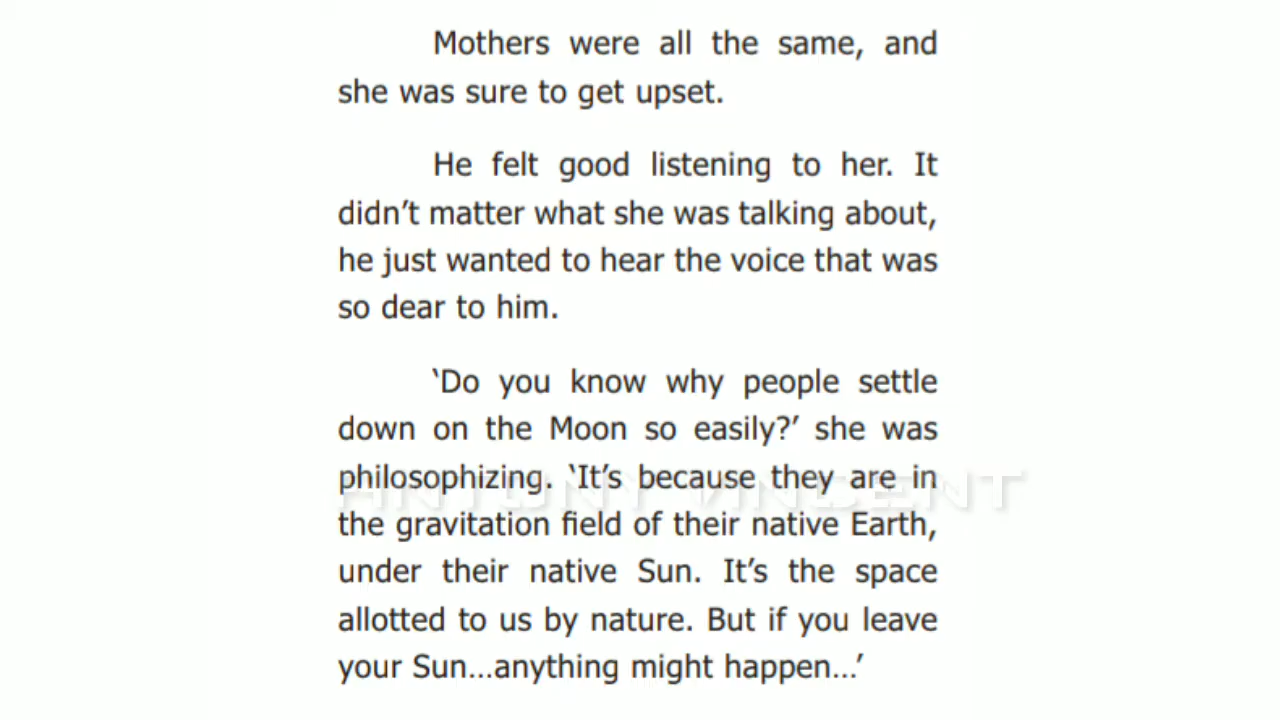 Mothers were all the same, and
she was sure to get upset.
He felt good listening to her. It
didn’t matter what she was talking about,
he just wanted to hear the voice that was
so dear to him.
‘Do you know why people settle
down on the Moon so easily?’ she was
philosophizing. ‘It’s because they are in
ANTONY VINCENT
the gravitation field of their native Earth,
under their native Sun. It’s the space
allotted to us by nature. But if you leave
your Sun...anything might happen...’